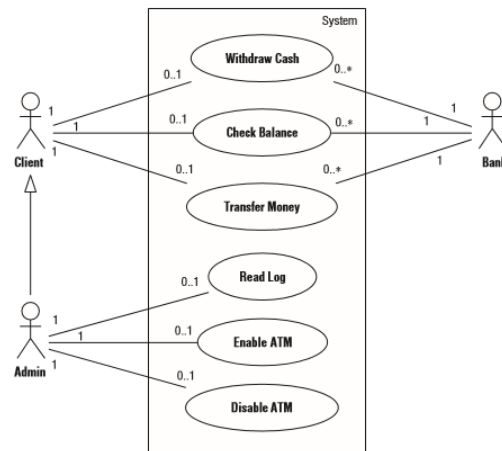 System
Withdraw Cash
0..1
0..*
1
1
Client
1
1
0..1
Check Balance
0..*
1
1
Bank
0..1
Transfer Money
0..*
Read Log
0..1
1
1
0..1
Enable ATM
Admin
1
0..1
Disable ATM